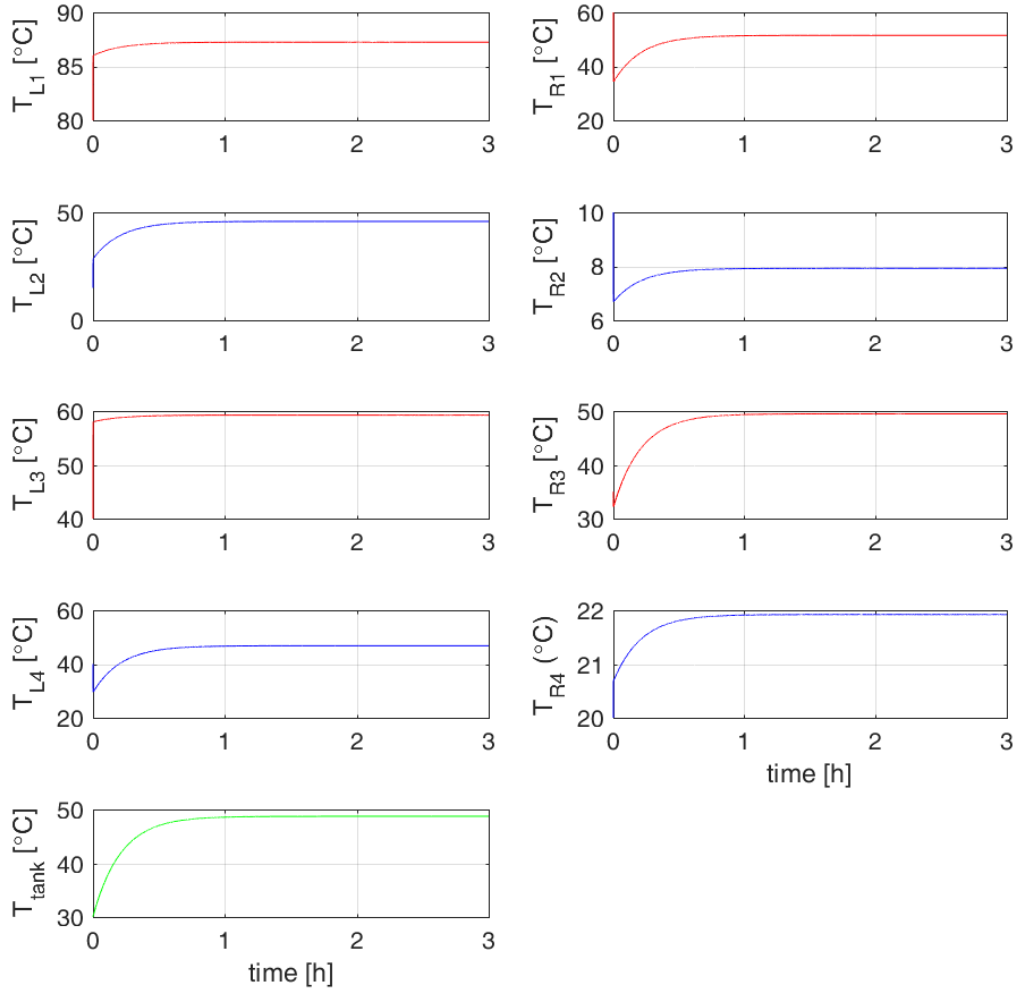 90
85
80
T_L1 [°C]
0 1 2 3
60
40
20
T_R1 [°C]
0 1 2 3
50
0
T_L2 [°C]
0 1 2 3
10
8
6
T_R2 [°C]
0 1 2 3
60
50
40
T_L3 [°C]
0 1 2 3
50
40
30
T_R3 [°C]
0 1 2 3
60
40
20
T_L4 [°C]
0 1 2 3
22
21
20
T_R4 (°C)
0 1 2 3
time [h]
50
40
30
T_tank [°C]
0 1 2 3
time [h]